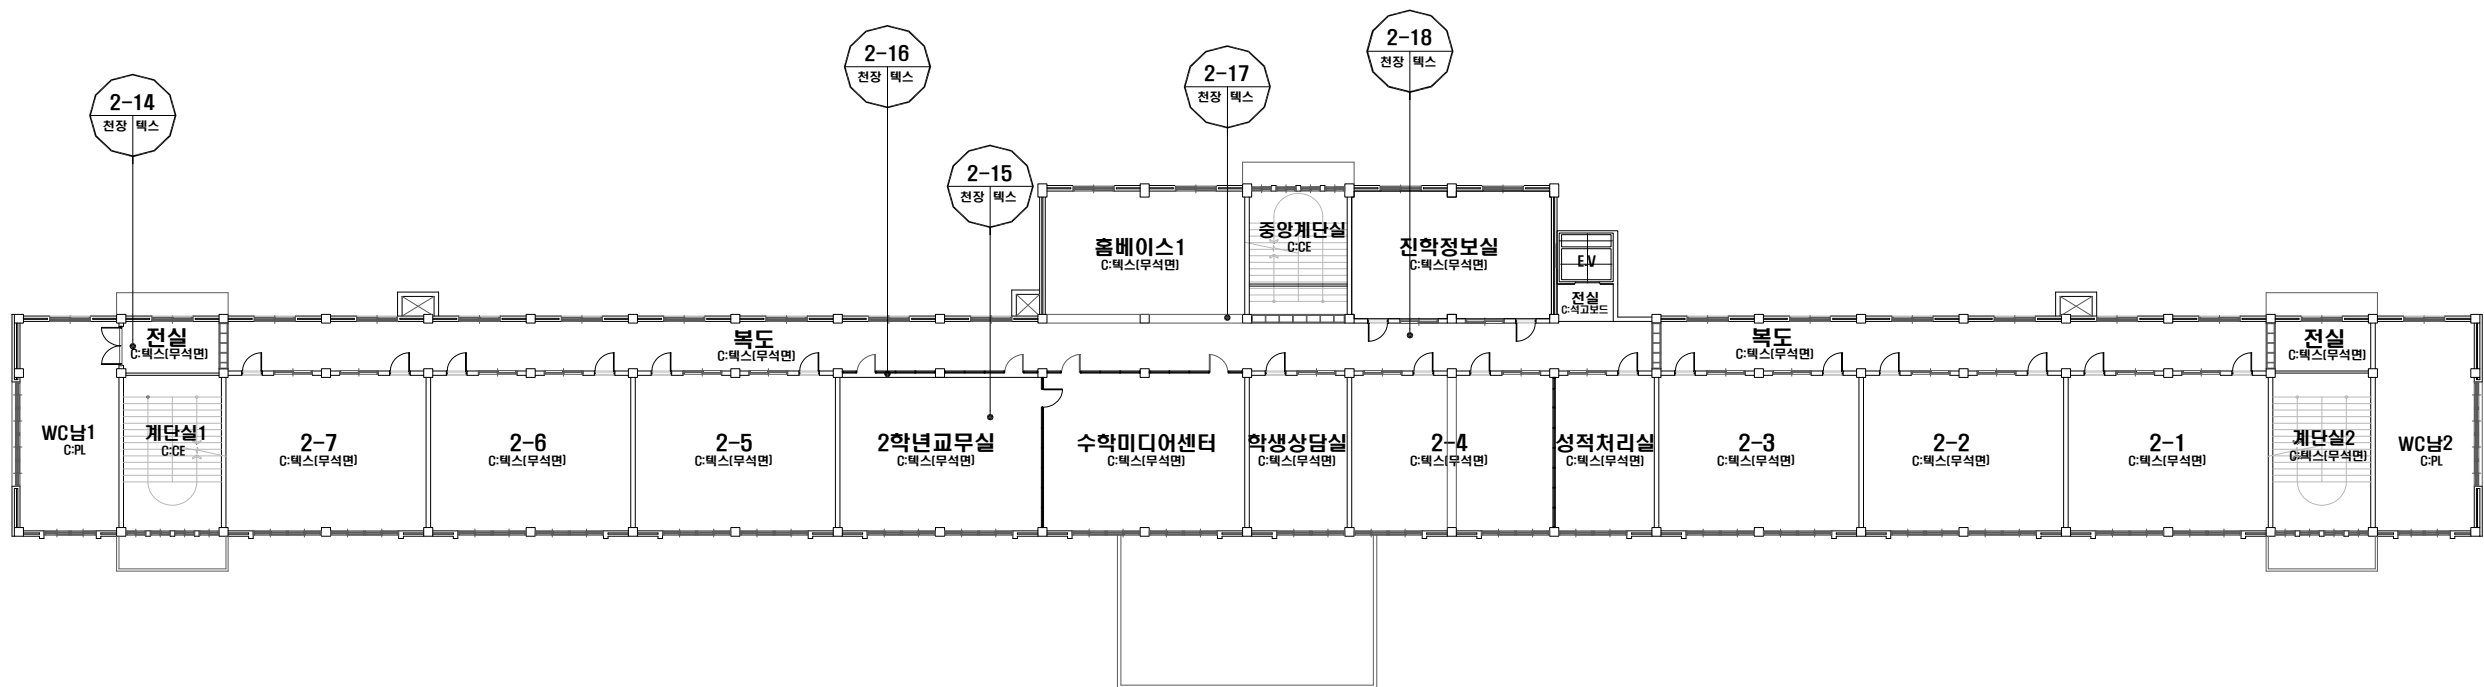 2-18
천장 텍스
2-16
천장 텍스
2-17
천장 텍스
2-14
천장 텍스
2-15
천장 텍스
홈베이스1
C:텍스(무석면)
중앙계단실
C:CE
진학정보실
C:텍스(무석면)
E.V
전실
C:석고보드
전실
C:텍스(무석면)
복도
C:텍스(무석면)
복도
C:텍스(무석면)
전실
C:텍스(무석면)
WC남1
C:PL
계단실1
C:CE
2-7
C:텍스(무석면)
2-6
C:텍스(무석면)
2-5
C:텍스(무석면)
2학년교무실
C:텍스(무석면)
수학미디어센터
C:텍스(무석면)
학생상담실
C:텍스(무석면)
2-4
C:텍스(무석면)
성적처리실
C:텍스(무석면)
2-3
C:텍스(무석면)
2-2
C:텍스(무석면)
2-1
C:텍스(무석면)
계단실2
C:텍스(무석면)
WC남2
C:PL